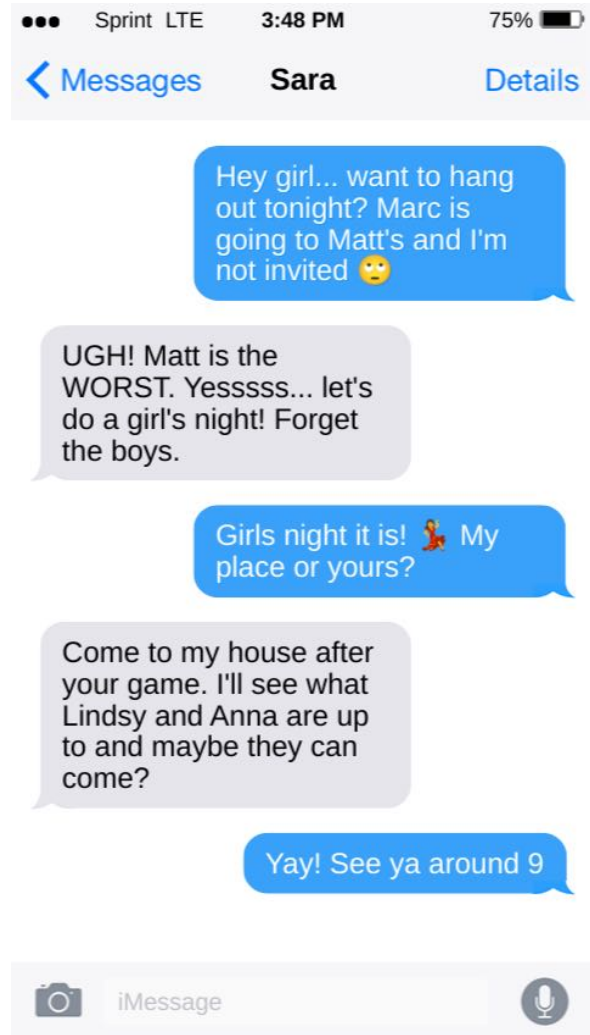 Sprint LTE 3:48 PM 75%
Messages Sara Details
Hey girl... want to hang
out tonight? Marc is
going to Matt's and I'm
not invited 🙄
UGH! Matt is the
WORST. Yesssss... let's
do a girl's night! Forget
the boys.
Girls night it is! 💃 My
place or yours?
Come to my house after
your game. I'll see what
Lindsy and Anna are up
to and maybe they can
come?
Yay! See ya around 9
iMessage